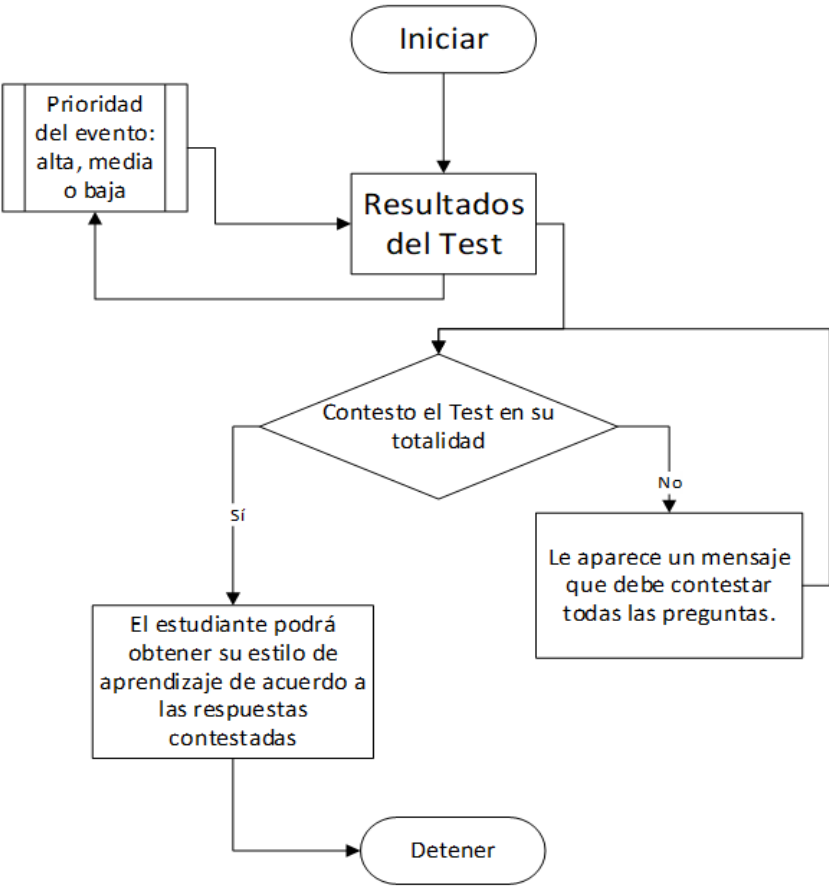 Iniciar
Prioridad
del evento:
alta, media
o baja
Resultados
del Test
Contesto el Test en su
totalidad
No
Sí
Le aparece un mensaje
que debe contestar
todas las preguntas.
El estudiante podrá
obtener su estilo de
aprendizaje de acuerdo a
las respuestas
contestadas
Detener